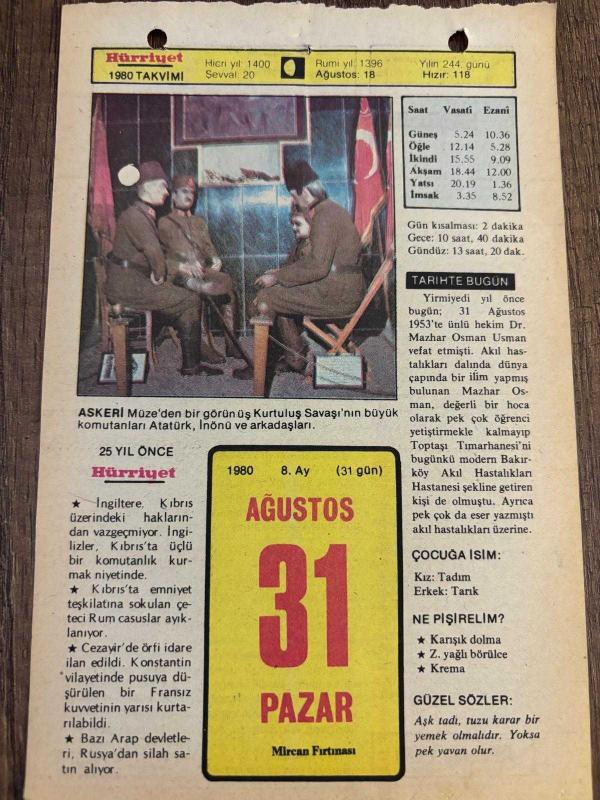 Hürriyet
1980 TAKVİMİ
Hicri yıl: 1400
Şevval: 20
Rumi yıl: 1396
Ağustos: 18
Yılın 244. günü
Hızır: 118
Saat Vasatî Ezanî
Güneş 5.24 10.36
Öğle 12.14 5.28
İkindi 15.55 9.09
Akşam 18.44 12.00
Yatsı 20.19 1.36
İmsak 3.35 8.52
Gün kısalması: 2 dakika
Gece: 10 saat, 40 dakika
Gündüz: 13 saat, 20 dak.
ASKERİ Müze'den bir görünüş Kurtuluş Savaşı'nın büyük
komutanları Atatürk, İnönü ve arkadaşları.
TARİHTE BUGÜN
Yirmiyedi yıl önce
bugün; 31 Ağustos
1953'te ünlü hekim Dr.
Mazhar Osman Usman
vefat etmişti. Akıl has-
talıkları dalında dünya
çapında bir ilim yapmış
bulunan Mazhar Os-
man, değerli bir hoca
olarak pek çok öğrenci
yetiştirmekle kalmayıp
Toptaşı Tımarhanesi'ni
bugünkü modern Bakır-
köy Akıl Hastalıkları
Hastanesi şekline getiren
kişi de olmuştu. Ayrıca
pek çok da eser yazmıştı
akıl hastalıkları üzerine.
ÇOCUĞA İSİM:
Kız: Tadım
Erkek: Tarık
NE PİŞİRELİM?
★ Karışık dolma
★ Z. yağlı börülce
★ Krema
GÜZEL SÖZLER:
Aşk tadı, tuzu karar bir
yemek olmalıdır. Yoksa
pek yavan olur.
25 YIL ÖNCE
Hürriyet
★ İngiltere, Kıbrıs
üzerindeki hakların-
dan vazgeçmiyor. İngi-
lizler, Kıbrıs'ta üçlü
bir komutanlık kur-
mak niyetinde.
★ Kıbrıs'ta emniyet
teşkilatına sokulan çe-
teci Rum casuslar ayık-
lanıyor.
★ Cezayir'de örfi idare
ilan edildi. Konstantin
vilayetinde pusuya dü-
şürülen bir Fransız
kuvvetinin yarısı kurta-
rılabildi.
★ Bazı Arap devletle-
ri, Rusya'dan silah sa-
tın alıyor.
1980 8. Ay (31 gün)
AĞUSTOS
31
PAZAR
Mircan Fırtınası